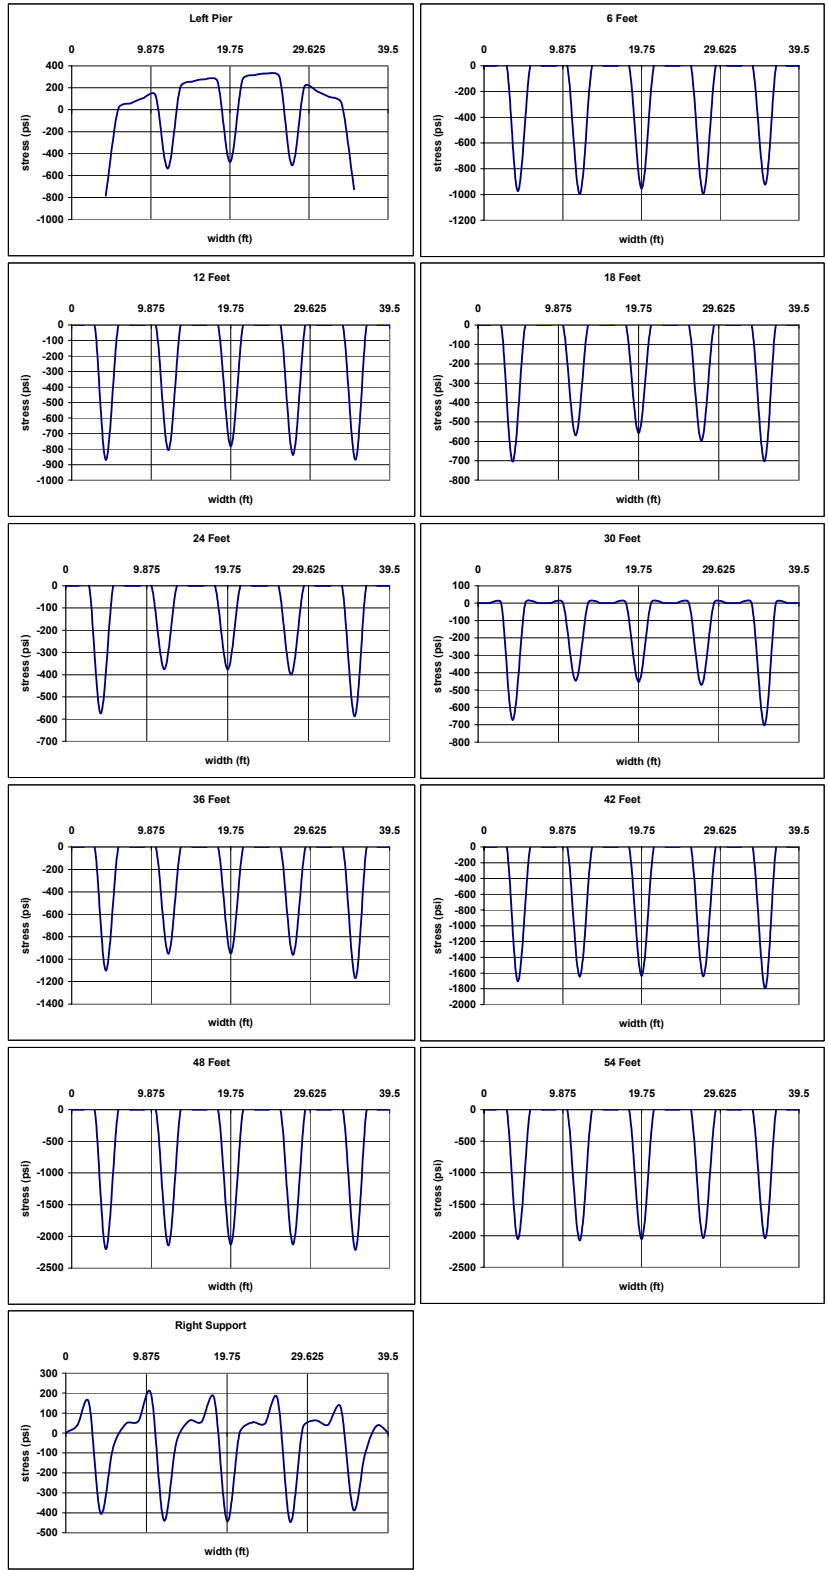 Left Pier
0 9.875 19.75 29.625 39.5
400
200
0
-200
-400
-600
-800
-1000
stress (psi)
width (ft)
6 Feet
0 9.875 19.75 29.625 39.5
0
-200
-400
-600
-800
-1000
-1200
stress (psi)
width (ft)
12 Feet
0 9.875 19.75 29.625 39.5
0
-100
-200
-300
-400
-500
-600
-700
-800
-900
-1000
stress (psi)
width (ft)
18 Feet
0 9.875 19.75 29.625 39.5
0
-100
-200
-300
-400
-500
-600
-700
-800
stress (psi)
width (ft)
24 Feet
0 9.875 19.75 29.625 39.5
0
-100
-200
-300
-400
-500
-600
-700
stress (psi)
width (ft)
30 Feet
0 9.875 19.75 29.625 39.5
100
0
-100
-200
-300
-400
-500
-600
-700
-800
stress (psi)
width (ft)
36 Feet
0 9.875 19.75 29.625 39.5
0
-200
-400
-600
-800
-1000
-1200
-1400
stress (psi)
width (ft)
42 Feet
0 9.875 19.75 29.625 39.5
0
-200
-400
-600
-800
-1000
-1200
-1400
-1600
-1800
-2000
stress (psi)
width (ft)
48 Feet
0 9.875 19.75 29.625 39.5
0
-500
-1000
-1500
-2000
-2500
stress (psi)
width (ft)
54 Feet
0 9.875 19.75 29.625 39.5
0
-500
-1000
-1500
-2000
-2500
stress (psi)
width (ft)
Right Support
0 9.875 19.75 29.625 39.5
300
200
100
0
-100
-200
-300
-400
-500
stress (psi)
width (ft)